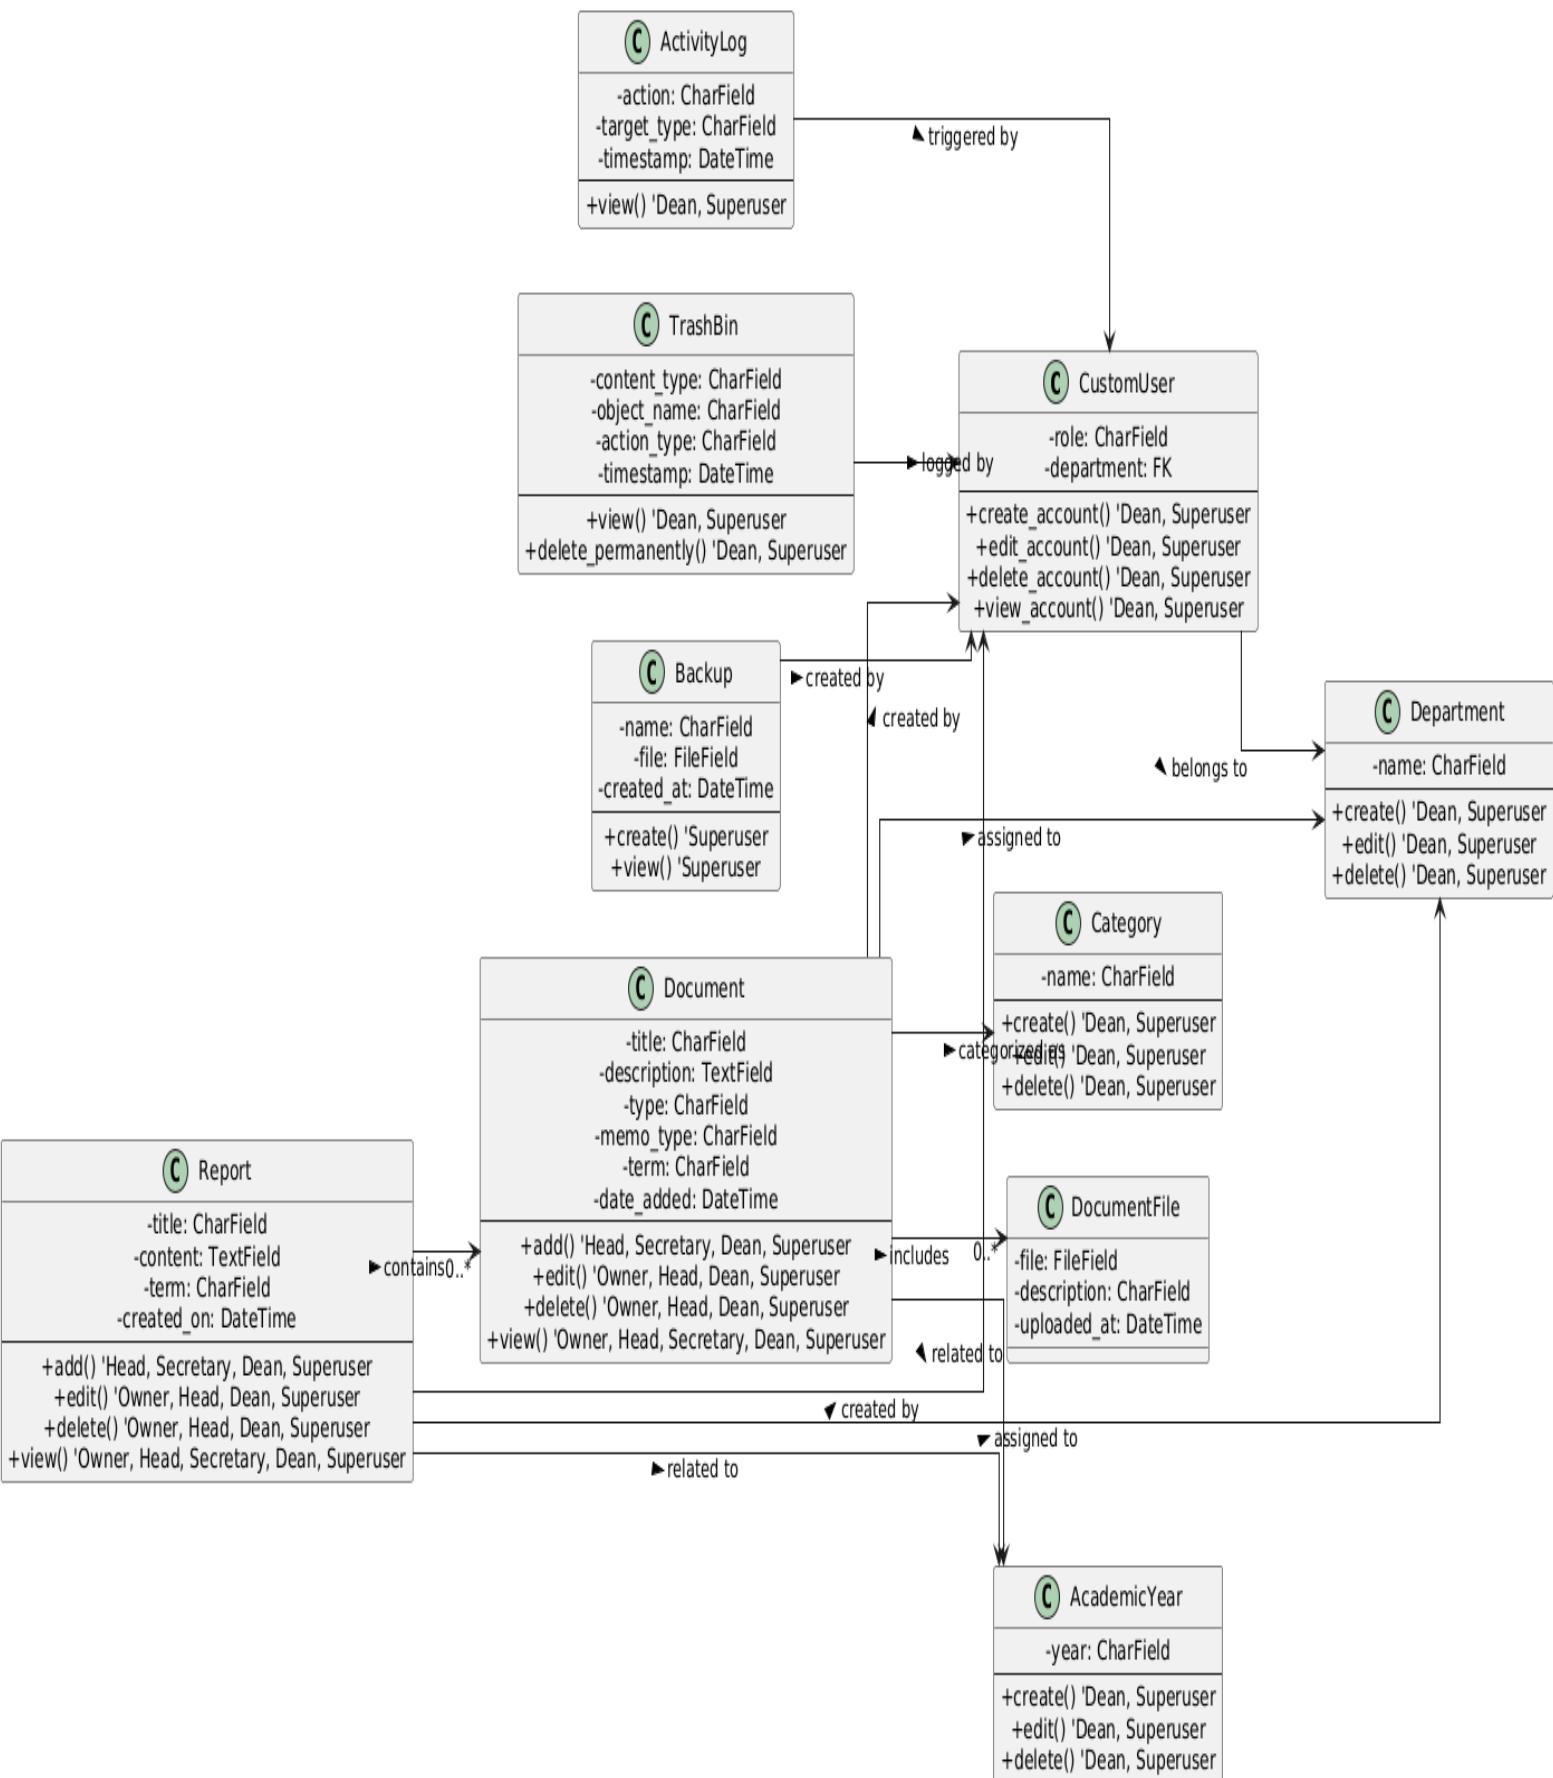 C ActivityLog
-action: CharField
-target_type: CharField
-timestamp: DateTime
+view() 'Dean, Superuser
triggered by
C TrashBin
-content_type: CharField
-object_name: CharField
-action_type: CharField
-timestamp: DateTime
+view() 'Dean, Superuser
+delete_permanently() 'Dean, Superuser
logged by
C CustomUser
-role: CharField
-department: FK
+create_account() 'Dean, Superuser
+edit_account() 'Dean, Superuser
+delete_account() 'Dean, Superuser
+view_account() 'Dean, Superuser
C Backup
-name: CharField
-file: FileField
-created_at: DateTime
+create() 'Superuser
+view() 'Superuser
created by
created by
belongs to
C Department
-name: CharField
+create() 'Dean, Superuser
+edit() 'Dean, Superuser
+delete() 'Dean, Superuser
assigned to
C Category
-name: CharField
+create() 'Dean, Superuser
+edit() 'Dean, Superuser
+delete() 'Dean, Superuser
categorized as
C Document
-title: CharField
-description: TextField
-type: CharField
-memo_type: CharField
-term: CharField
-date_added: DateTime
+add() 'Head, Secretary, Dean, Superuser
+edit() 'Owner, Head, Dean, Superuser
+delete() 'Owner, Head, Dean, Superuser
+view() 'Owner, Head, Secretary, Dean, Superuser
includes 0..*
C DocumentFile
-file: FileField
-description: CharField
-uploaded_at: DateTime
related to
C Report
-title: CharField
-content: TextField
-term: CharField
-created_on: DateTime
+add() 'Head, Secretary, Dean, Superuser
+edit() 'Owner, Head, Dean, Superuser
+delete() 'Owner, Head, Dean, Superuser
+view() 'Owner, Head, Secretary, Dean, Superuser
contains 0..*
created by
assigned to
related to
C AcademicYear
-year: CharField
+create() 'Dean, Superuser
+edit() 'Dean, Superuser
+delete() 'Dean, Superuser